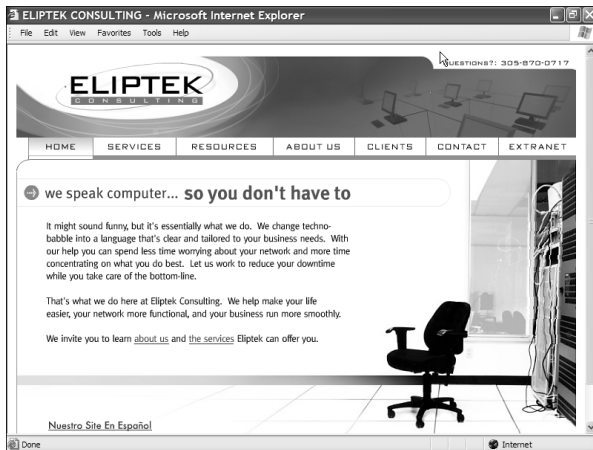 ELIPTEK CONSULTING - Microsoft Internet Explorer
File Edit View Favorites Tools Help
QUESTIONS?: 305-870-0717
ELIPTEK
CONSULTING
HOME SERVICES RESOURCES ABOUT US CLIENTS CONTACT EXTRANET
we speak computer... so you don't have to
It might sound funny, but it's essentially what we do. We change techno-
babble into a language that's clear and tailored to your business needs. With
our help you can spend less time worrying about your network and more time
concentrating on what you do best. Let us work to reduce your downtime
while you take care of the bottom-line.
That's what we do here at Eliptek Consulting. We help make your life
easier, your network more functional, and your business run more smoothly.
We invite you to learn about us and the services Eliptek can offer you.
Nuestro Site En Español
Done Internet